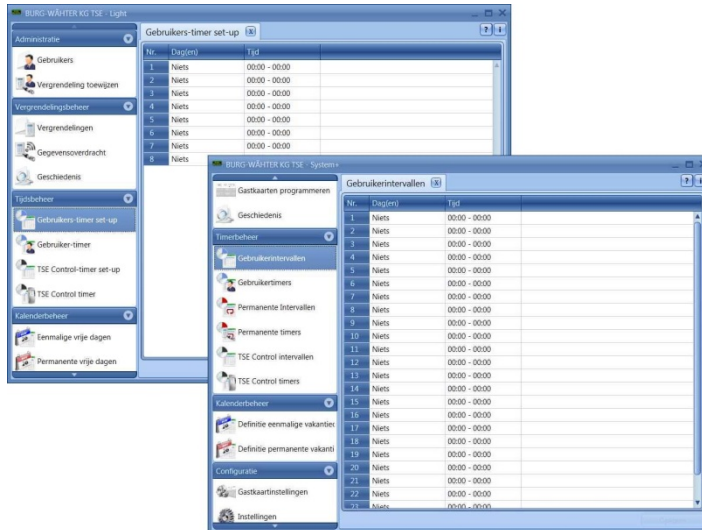 BURG-WÄHTER KG TSE - Light
Administratie
Gebruikers
Vergrendeling toewijzen
Vergrendelingsbeheer
Vergrendelingen
Gegevensoverdracht
Geschiedenis
Tijdsbeheer
Gebruikers-timer set-up
Gebruiker-timer
TSE Control-timer set-up
TSE Control timer
Kalenderbeheer
Eenmalige vrije dagen
Permanente vrije dagen
Gebruikers-timer set-up x
? i
Nr. Dag(en) Tijd
1 Niets 00:00 - 00:00
2 Niets 00:00 - 00:00
3 Niets 00:00 - 00:00
4 Niets 00:00 - 00:00
5 Niets 00:00 - 00:00
6 Niets 00:00 - 00:00
7 Niets 00:00 - 00:00
8 Niets 00:00 - 00:00
BURG-WÄHTER KG TSE - System+
Gastkaarten programmeren
Geschiedenis
Timerbeheer
Gebruikerintervallen
Gebruikertimers
Permanente Intervallen
Permanente timers
TSE Control intervallen
TSE Control timers
Kalenderbeheer
Definitie eenmalige vakantied
Definitie permanente vakanti
Configuratie
Gastkaartinstellingen
Instellingen
Gebruikerintervallen x
? i
Nr. Dag(en) Tijd
1 Niets 00:00 - 00:00
2 Niets 00:00 - 00:00
3 Niets 00:00 - 00:00
4 Niets 00:00 - 00:00
5 Niets 00:00 - 00:00
6 Niets 00:00 - 00:00
7 Niets 00:00 - 00:00
8 Niets 00:00 - 00:00
9 Niets 00:00 - 00:00
10 Niets 00:00 - 00:00
11 Niets 00:00 - 00:00
12 Niets 00:00 - 00:00
13 Niets 00:00 - 00:00
14 Niets 00:00 - 00:00
15 Niets 00:00 - 00:00
16 Niets 00:00 - 00:00
17 Niets 00:00 - 00:00
18 Niets 00:00 - 00:00
19 Niets 00:00 - 00:00
20 Niets 00:00 - 00:00
21 Niets 00:00 - 00:00
22 Niets 00:00 - 00:00
23 Niets 00:00 - 00:00